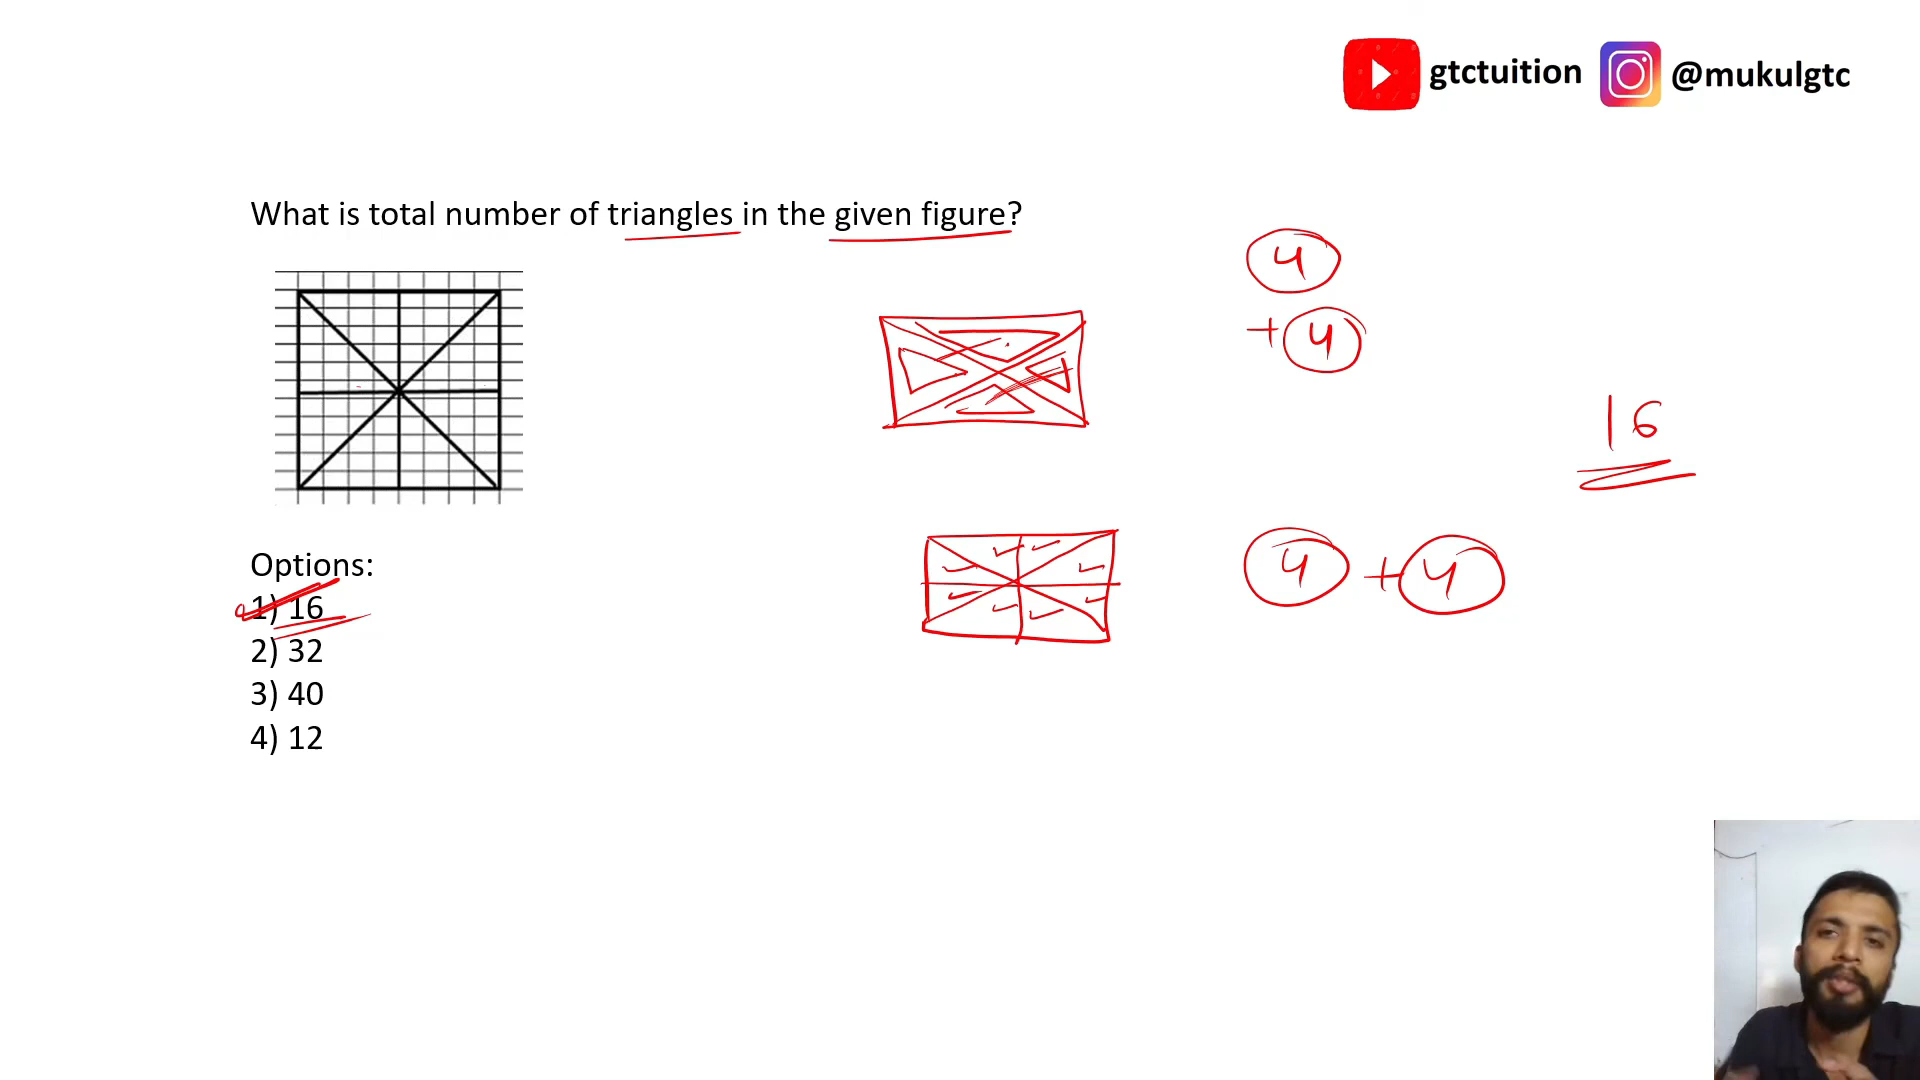 gtctuition @mukulgtc
What is total number of triangles in the given figure?
4
+ 4
16
4 + 4
Options:
1) 16
2) 32
3) 40
4) 12